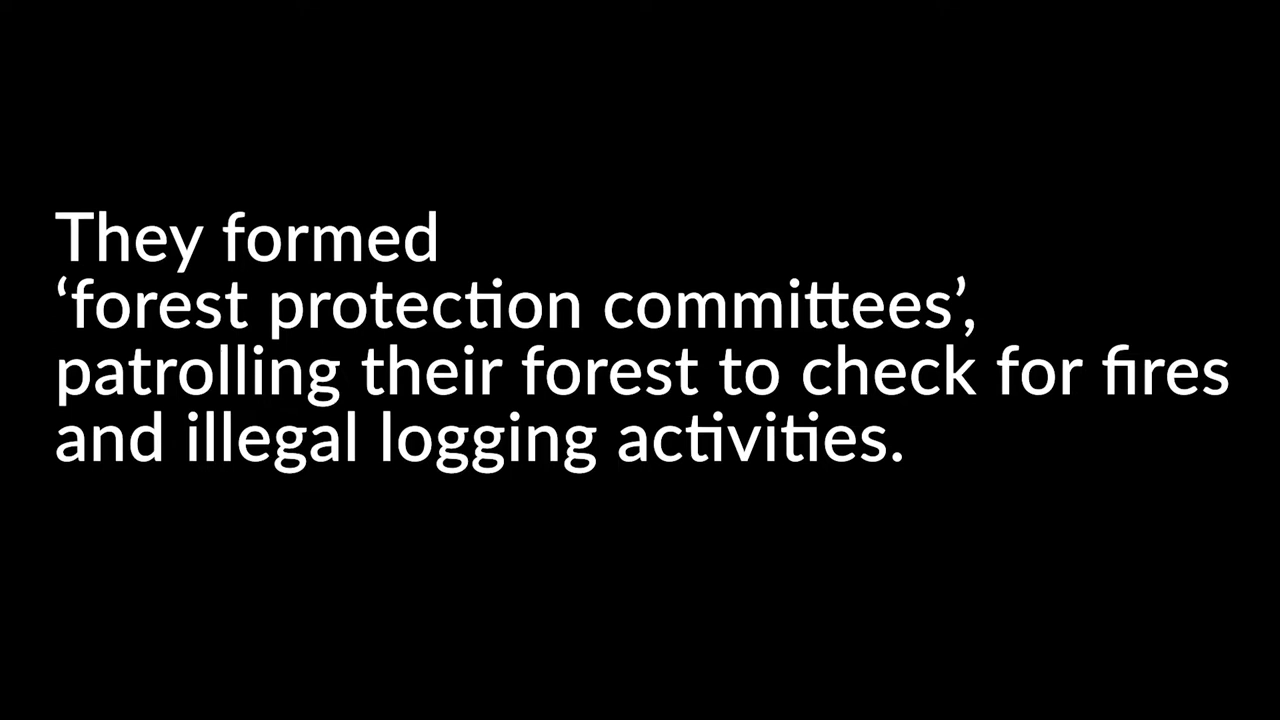 They formed
‘forest protection committees’,
patrolling their forest to check for fires
and illegal logging activities.